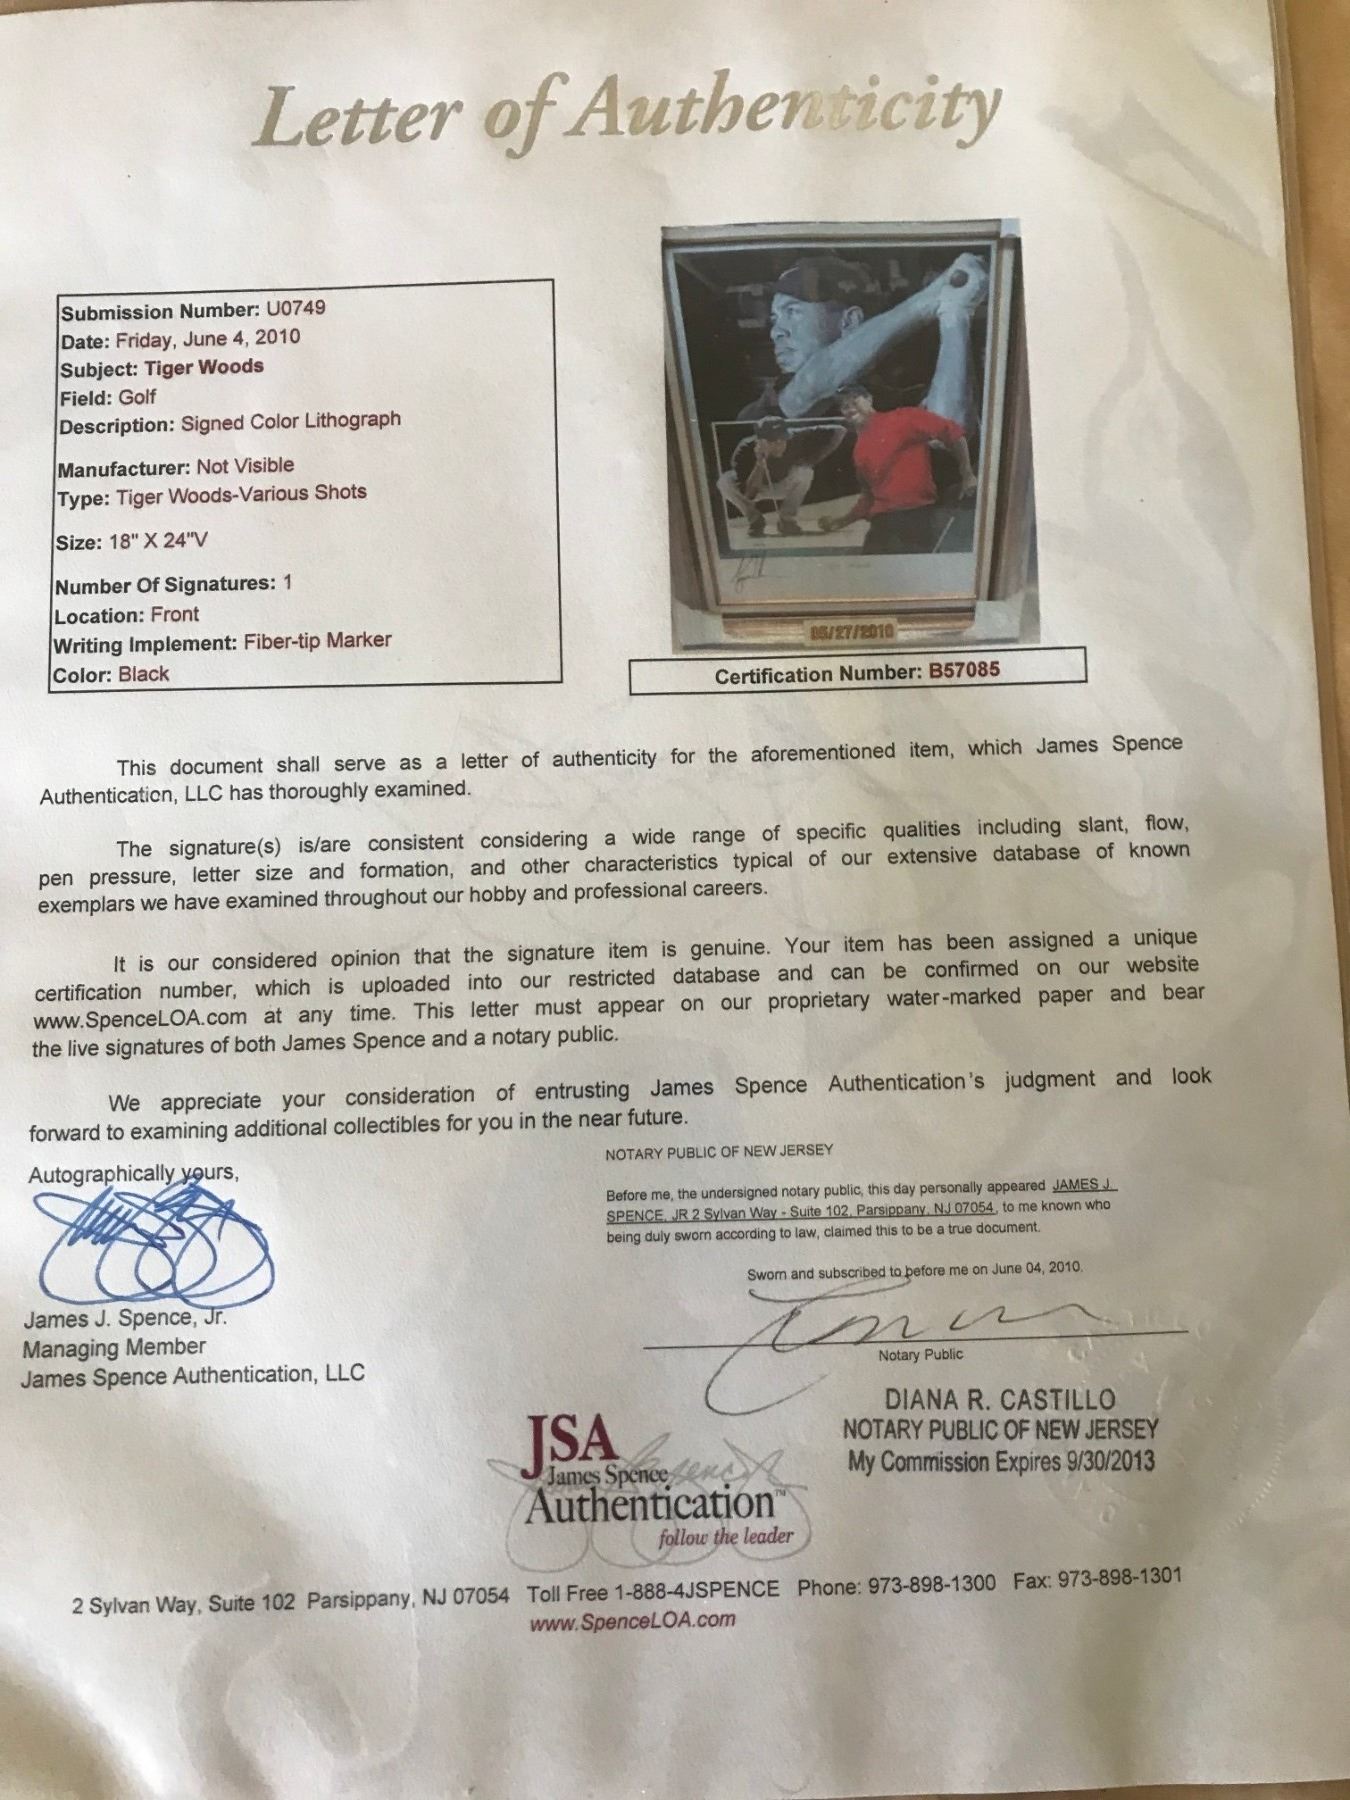 Letter of Authenticity
Submission Number: U0749
Date: Friday, June 4, 2010
Subject: Tiger Woods
Field: Golf
Description: Signed Color Lithograph
Manufacturer: Not Visible
Type: Tiger Woods-Various Shots
Size: 18" X 24"V
Number Of Signatures: 1
Location: Front
Writing Implement: Fiber-tip Marker
Color: Black
05/27/2010
Certification Number: B57085
This document shall serve as a letter of authenticity for the aforementioned item, which James Spence
Authentication, LLC has thoroughly examined.
The signature(s) is/are consistent considering a wide range of specific qualities including slant, flow,
pen pressure, letter size and formation, and other characteristics typical of our extensive database of known
exemplars we have examined throughout our hobby and professional careers.
It is our considered opinion that the signature item is genuine. Your item has been assigned a unique
certification number, which is uploaded into our restricted database and can be confirmed on our website
www.SpenceLOA.com at any time. This letter must appear on our proprietary water-marked paper and bear
the live signatures of both James Spence and a notary public.
We appreciate your consideration of entrusting James Spence Authentication's judgment and look
forward to examining additional collectibles for you in the near future.
Autographically yours,
James J. Spence, Jr.
Managing Member
James Spence Authentication, LLC
NOTARY PUBLIC OF NEW JERSEY
Before me, the undersigned notary public, this day personally appeared JAMES J.
SPENCE, JR 2 Sylvan Way - Suite 102, Parsippany, NJ 07054, to me known who
being duly sworn according to law, claimed this to be a true document.
Sworn and subscribed to before me on June 04, 2010.
Notary Public
DIANA R. CASTILLO
NOTARY PUBLIC OF NEW JERSEY
My Commission Expires 9/30/2013
JSA
James Spence
Authentication™
follow the leader
2 Sylvan Way, Suite 102 Parsippany, NJ 07054 Toll Free 1-888-4JSPENCE Phone: 973-898-1300 Fax: 973-898-1301
www.SpenceLOA.com